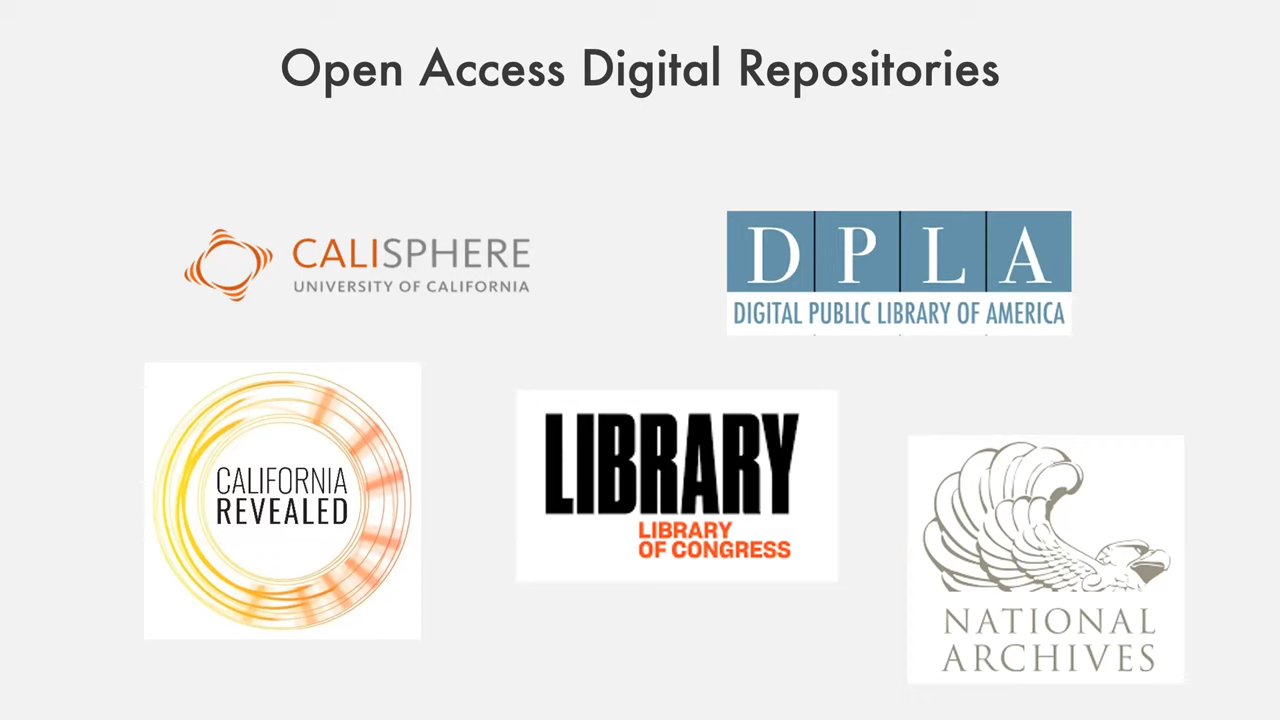 Open Access Digital Repositories
CALISPHERE
UNIVERSITY OF CALIFORNIA
DPLA
DIGITAL PUBLIC LIBRARY OF AMERICA
CALIFORNIA
REVEALED
LIBRARY
LIBRARY
OF CONGRESS
NATIONAL
ARCHIVES